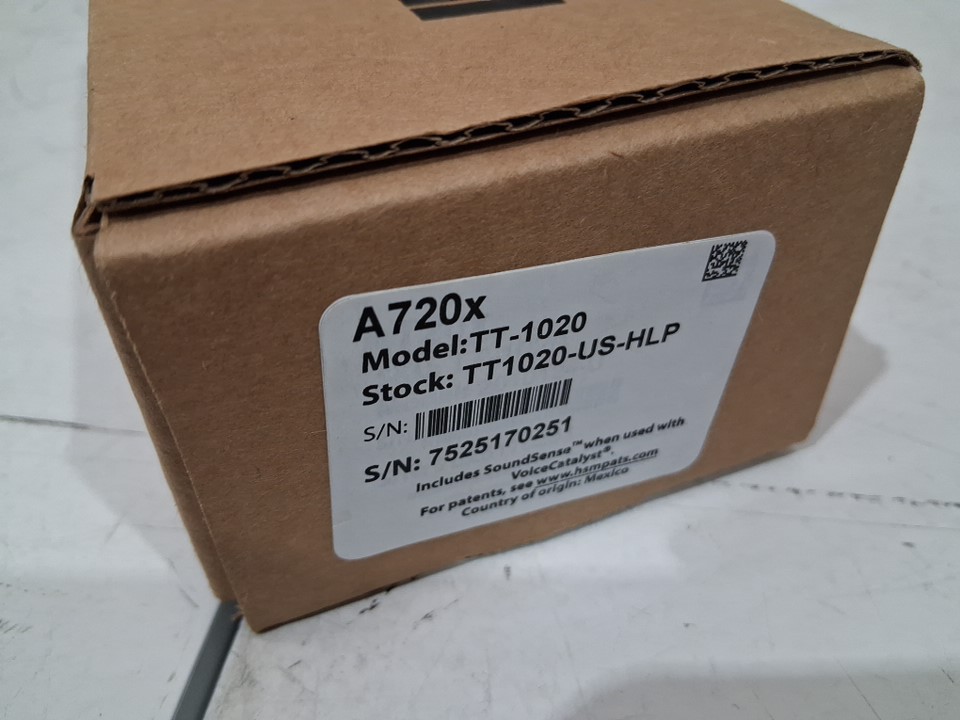 A720x
Model:TT-1020
Stock: TT1020-US-HLP
S/N:
S/N: 7525170251
Includes SoundSense™ when used with
VoiceCatalyst®.
For patents, see www.hsmpats.com
Country of origin: Mexico